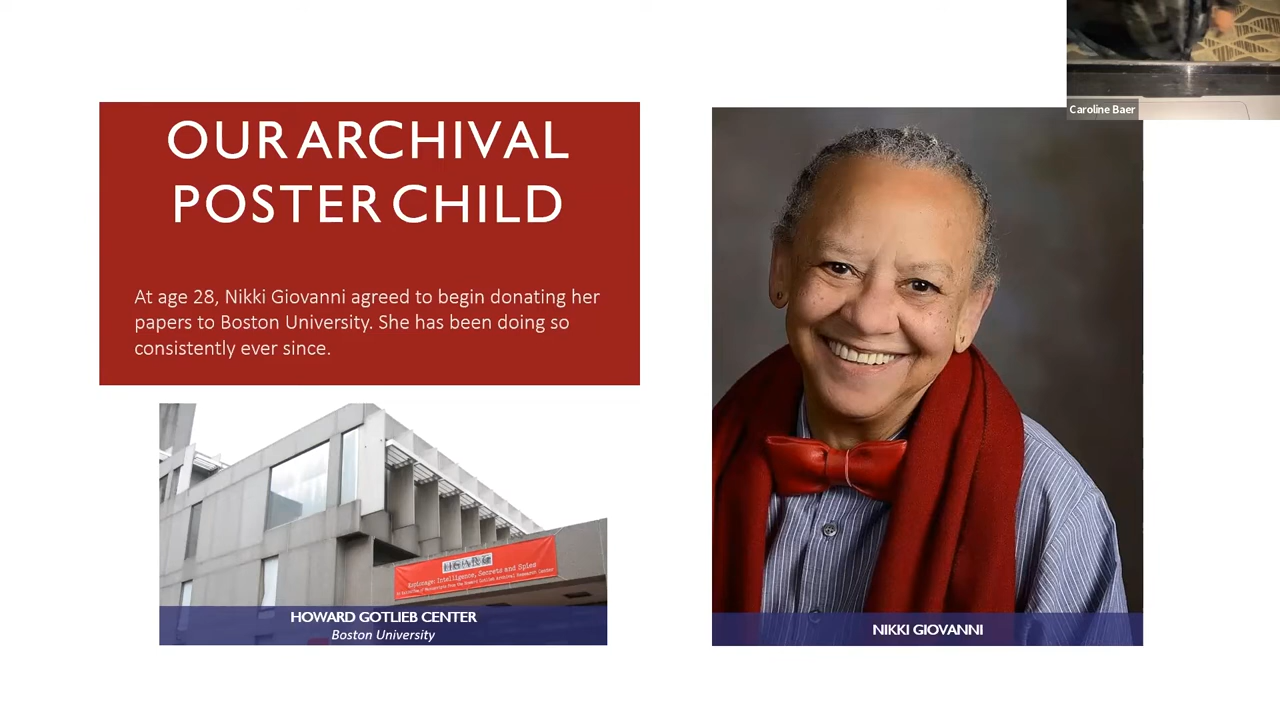 Caroline Baer
OUR ARCHIVAL
POSTER CHILD
At age 28, Nikki Giovanni agreed to begin donating her
papers to Boston University. She has been doing so
consistently ever since.
HGARC
Espionage: Intelligence, Secrets and Spies
HOWARD GOTLIEB CENTER
Boston University
NIKKI GIOVANNI